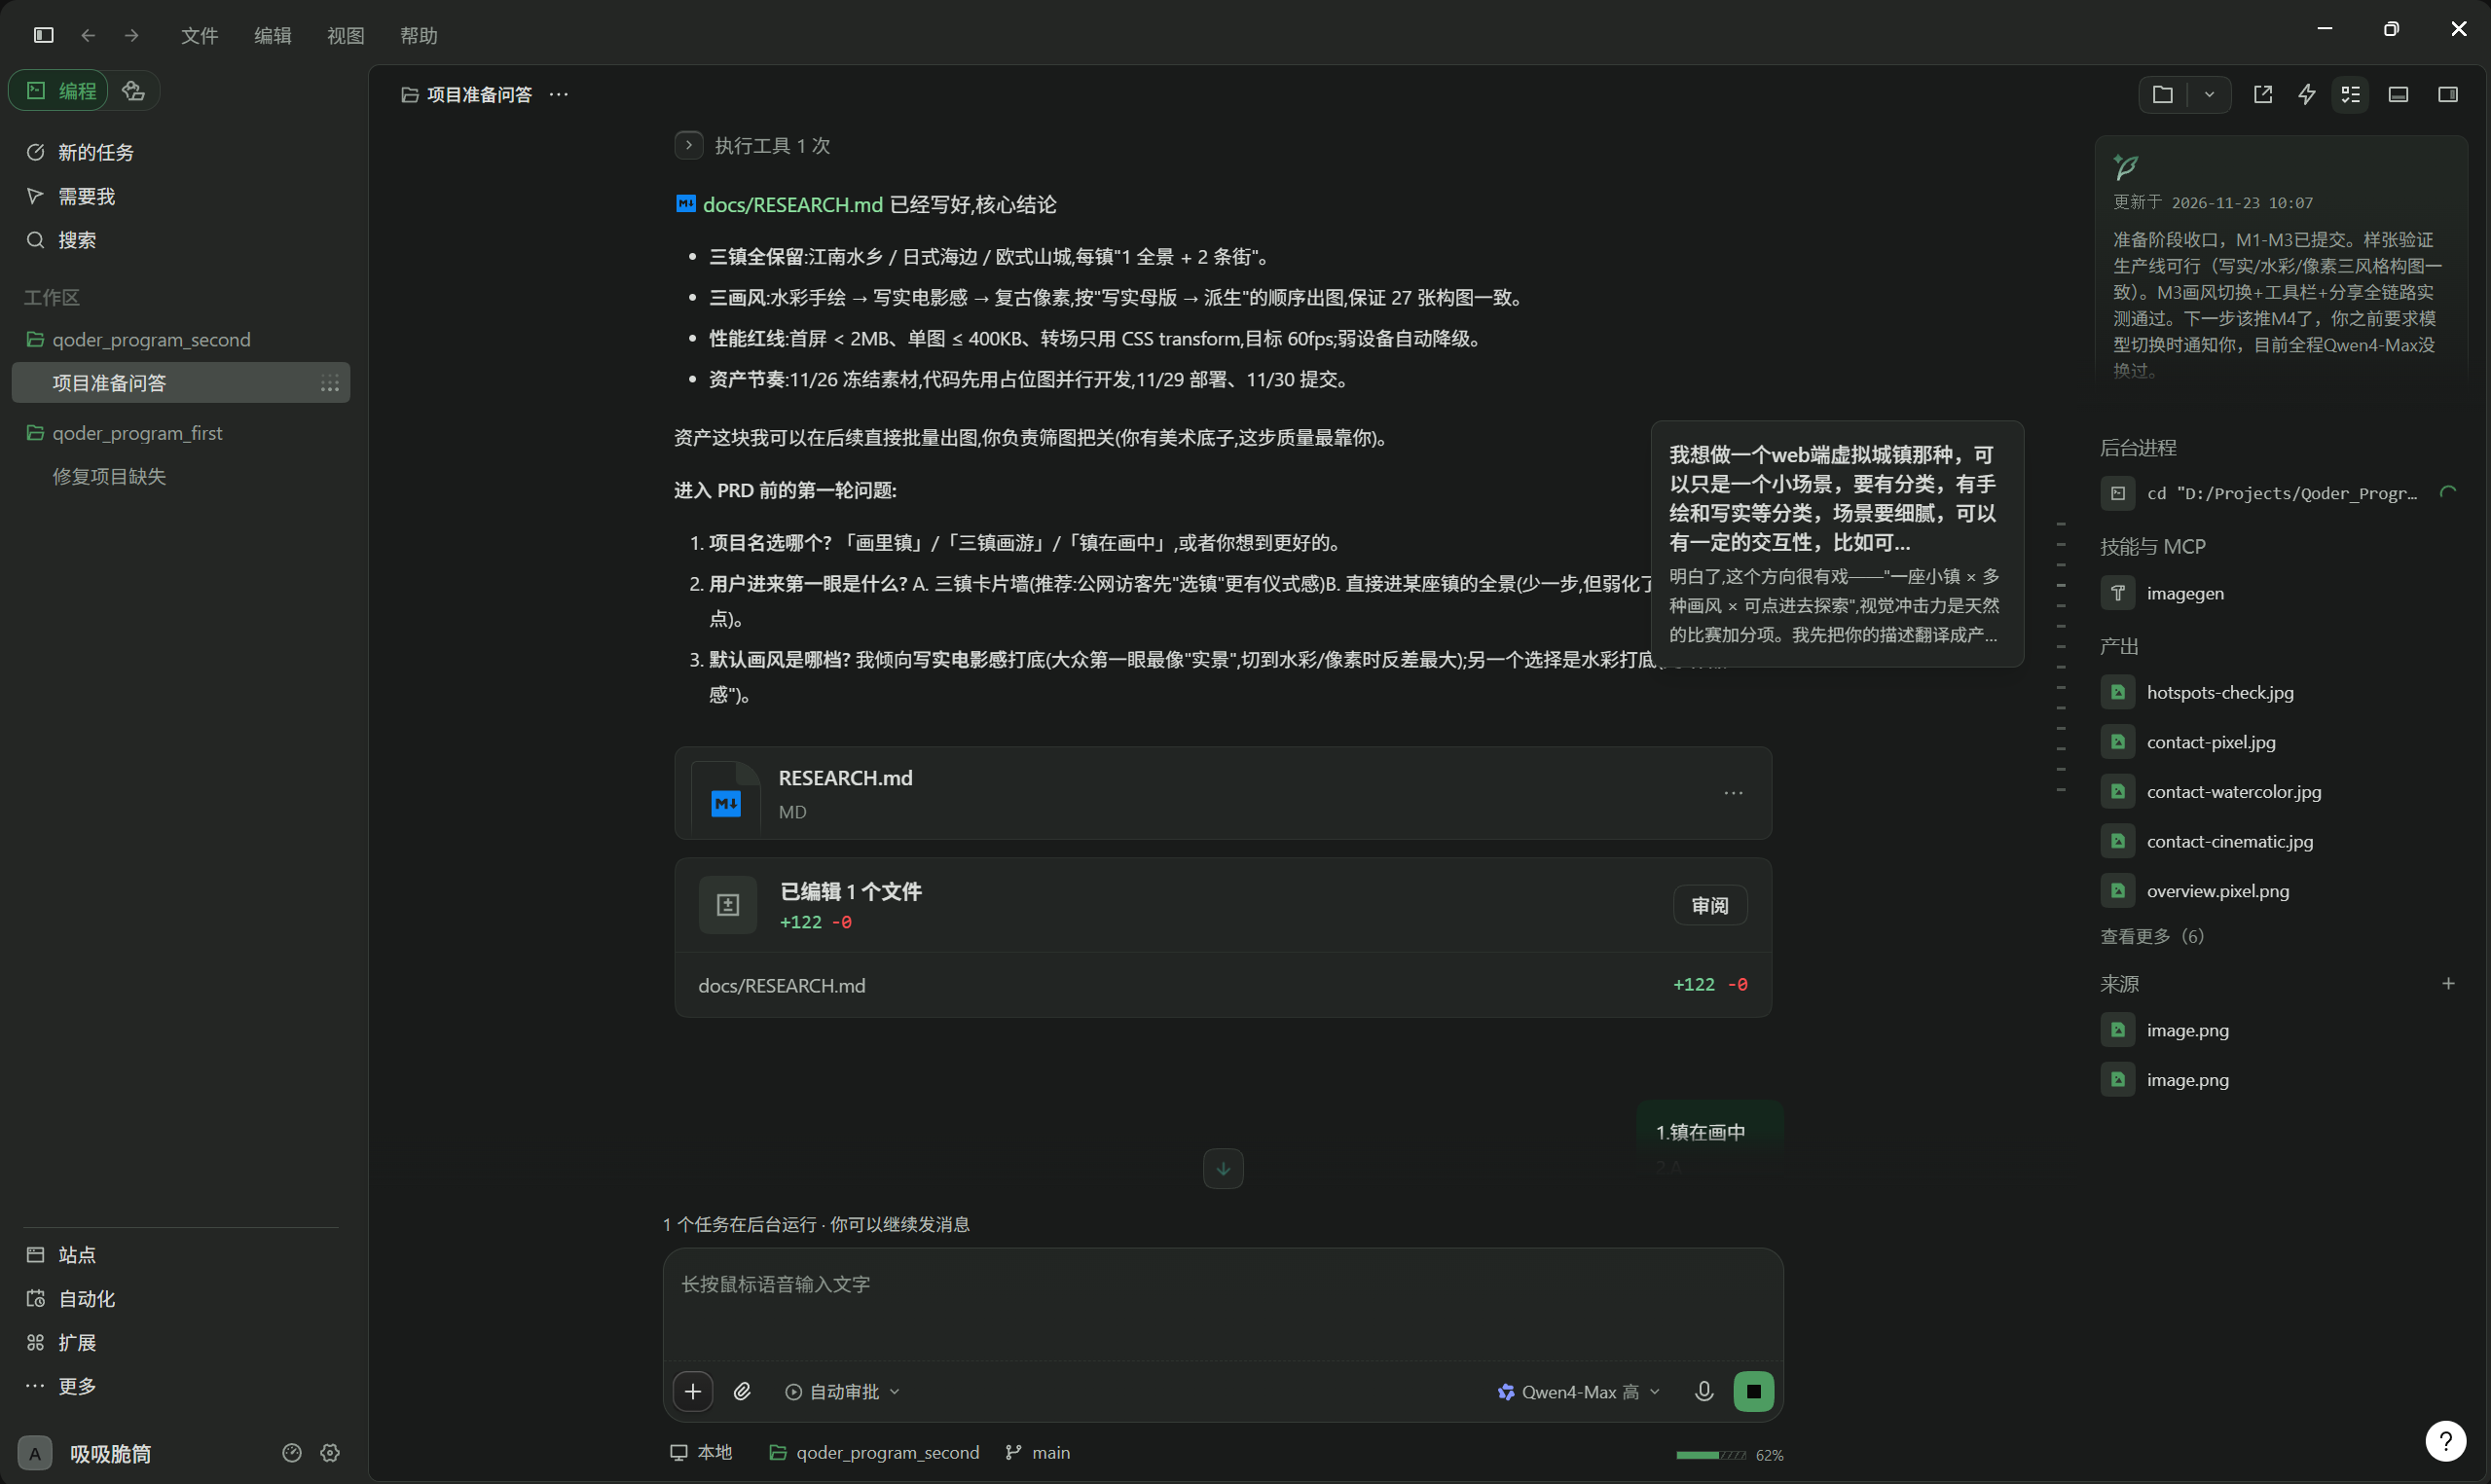 文件 编辑 视图 帮助
编程
新的任务
需要我
搜索
工作区
qoder_program_second
项目准备问答
qoder_program_first
修复项目缺失
站点
自动化
扩展
更多
A 吸吸脆筒
项目准备问答 ···
执行工具 1 次
docs/RESEARCH.md 已经写好,核心结论
• 三镇全保留:江南水乡 / 日式海边 / 欧式山城,每镇"1 全景 + 2 条街"。
• 三画风:水彩手绘 → 写实电影感 → 复古像素,按"写实母版 → 派生"的顺序出图,保证 27 张构图一致。
• 性能红线:首屏 < 2MB、单图 ≤ 400KB、转场只用 CSS transform,目标 60fps;弱设备自动降级。
• 资产节奏:11/26 冻结素材,代码先用占位图并行开发,11/29 部署、11/30 提交。
资产这块我可以在后续直接批量出图,你负责筛图把关(你有美术底子,这步质量最靠你)。
进入 PRD 前的第一轮问题:
1. 项目名选哪个? 「画里镇」/「三镇画游」/「镇在画中」,或者你想到更好的。
2. 用户进来第一眼是什么? A. 三镇卡片墙(推荐:公网访客先"选镇"更有仪式感)B. 直接进某座镇的全景(少一步,但弱化了
点)。
3. 默认画风是哪档? 我倾向写实电影感打底(大众第一眼最像"实景",切到水彩/像素时反差最大);另一个选择是水彩打底
感")。
RESEARCH.md
MD
···
已编辑 1 个文件
+122 -0
审阅
docs/RESEARCH.md +122 -0
1.镇在画中
2.A
1 个任务在后台运行 · 你可以继续发消息
长按鼠标语音输入文字
自动审批
Qwen4-Max 高
本地 qoder_program_second main 62%
我想做一个web端虚拟城镇那种，可
以只是一个小场景，要有分类，有手
绘和写实等分类，场景要细腻，可以
有一定的交互性，比如可...
明白了,这个方向很有戏——"一座小镇 × 多
种画风 × 可点进去探索",视觉冲击力是天然
的比赛加分项。我先把你的描述翻译成产...
更新于 2026-11-23 10:07
准备阶段收口，M1-M3已提交。样张验证
生产线可行（写实/水彩/像素三风格构图一
致）。M3画风切换+工具栏+分享全链路实
测通过。下一步该推M4了，你之前要求模
型切换时通知你，目前全程Qwen4-Max没
换过。
后台进程
cd "D:/Projects/Qoder_Progr...
技能与 MCP
imagegen
产出
hotspots-check.jpg
contact-pixel.jpg
contact-watercolor.jpg
contact-cinematic.jpg
overview.pixel.png
查看更多（6）
来源
image.png
image.png
?